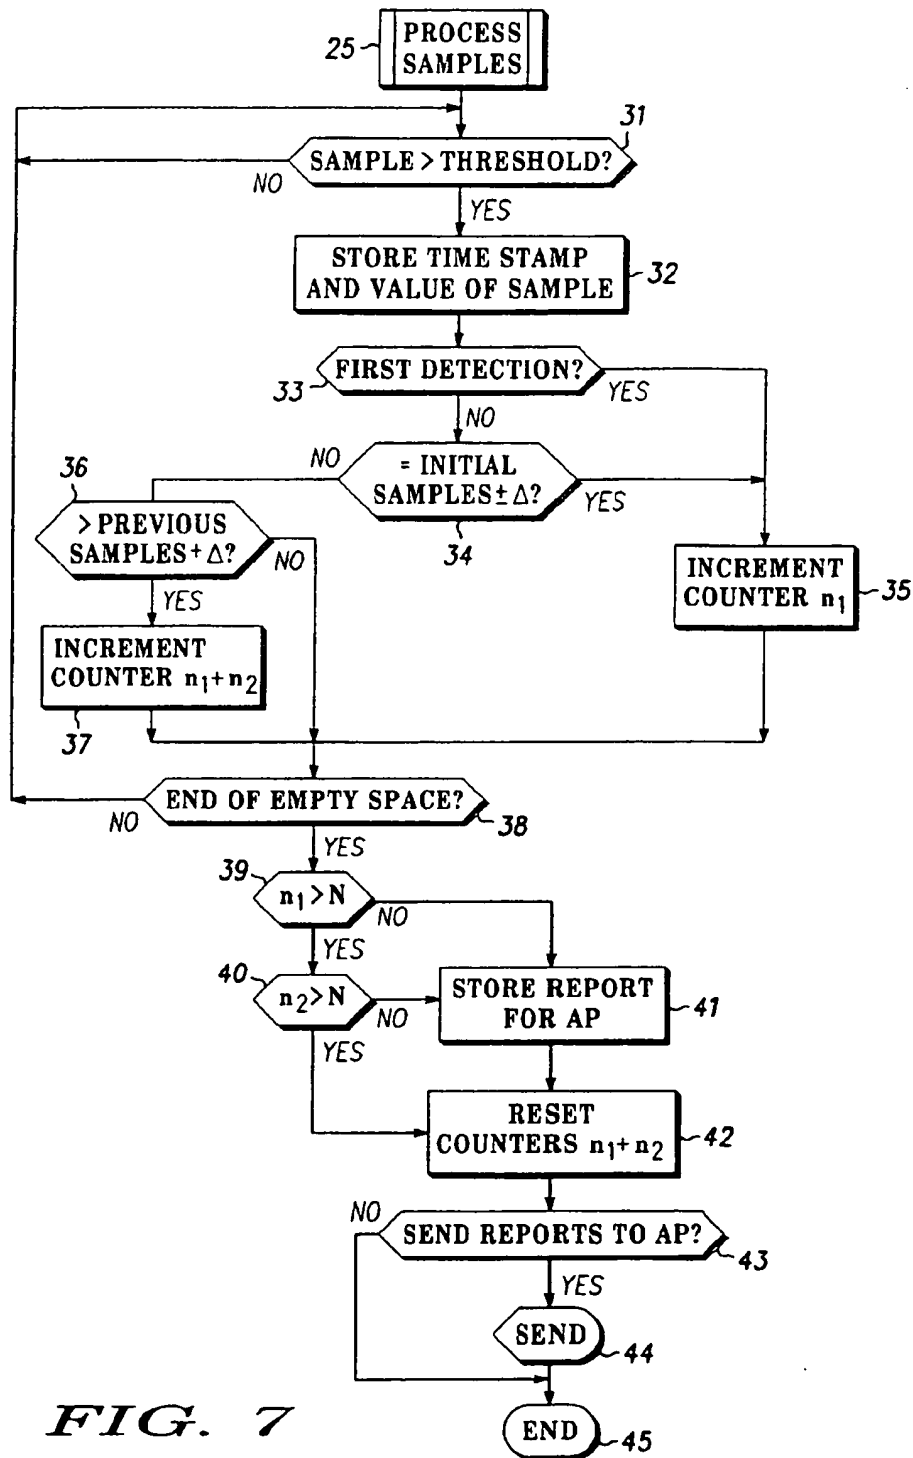 25
PROCESS
SAMPLES
31
SAMPLE > THRESHOLD?
NO
YES
STORE TIME STAMP
AND VALUE OF SAMPLE
32
FIRST DETECTION?
33
YES
NO
= INITIAL
SAMPLES ± Δ?
NO
YES
34
36
> PREVIOUS
SAMPLES + Δ?
NO
YES
INCREMENT
COUNTER n1
35
INCREMENT
COUNTER n1+n2
37
END OF EMPTY SPACE?
NO
38
YES
39
n1 > N
NO
YES
40
n2 > N
NO
YES
STORE REPORT
FOR AP
41
RESET
COUNTERS n1+n2
42
NO
SEND REPORTS TO AP?
43
YES
SEND
44
END
45
FIG. 7